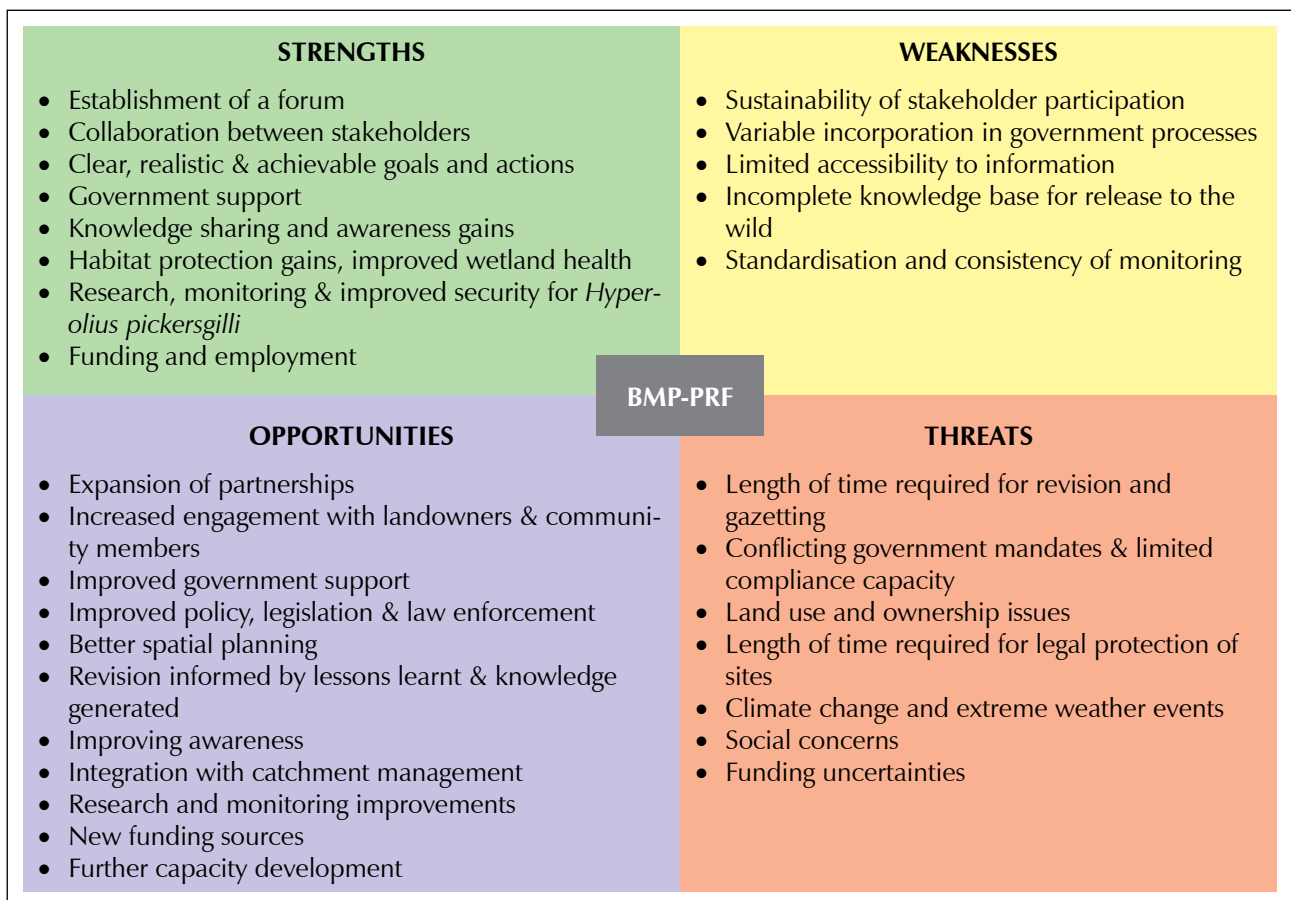 STRENGTHS
• Establishment of a forum
• Collaboration between stakeholders
• Clear, realistic & achievable goals and actions
• Government support
• Knowledge sharing and awareness gains
• Habitat protection gains, improved wetland health
• Research, monitoring & improved security for Hyper-
olius pickersgilli
• Funding and employment
WEAKNESSES
• Sustainability of stakeholder participation
• Variable incorporation in government processes
• Limited accessibility to information
• Incomplete knowledge base for release to the
wild
• Standardisation and consistency of monitoring
BMP-PRF
OPPORTUNITIES
• Expansion of partnerships
• Increased engagement with landowners & communi-
ty members
• Improved government support
• Improved policy, legislation & law enforcement
• Better spatial planning
• Revision informed by lessons learnt & knowledge
generated
• Improving awareness
• Integration with catchment management
• Research and monitoring improvements
• New funding sources
• Further capacity development
THREATS
• Length of time required for revision and
gazetting
• Conflicting government mandates & limited
compliance capacity
• Land use and ownership issues
• Length of time required for legal protection of
sites
• Climate change and extreme weather events
• Social concerns
• Funding uncertainties